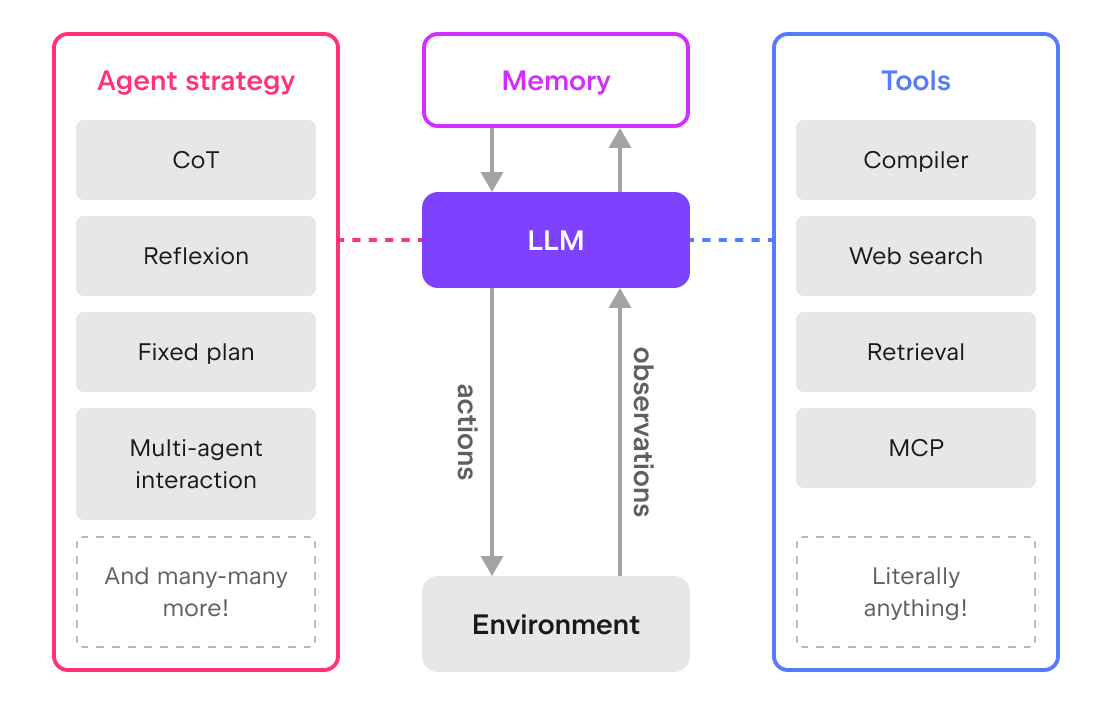 Agent strategy
CoT
Reflexion
Fixed plan
Multi-agent
interaction
And many-many
more!
Memory
LLM
actions
observations
Environment
Tools
Compiler
Web search
Retrieval
MCP
Literally
anything!